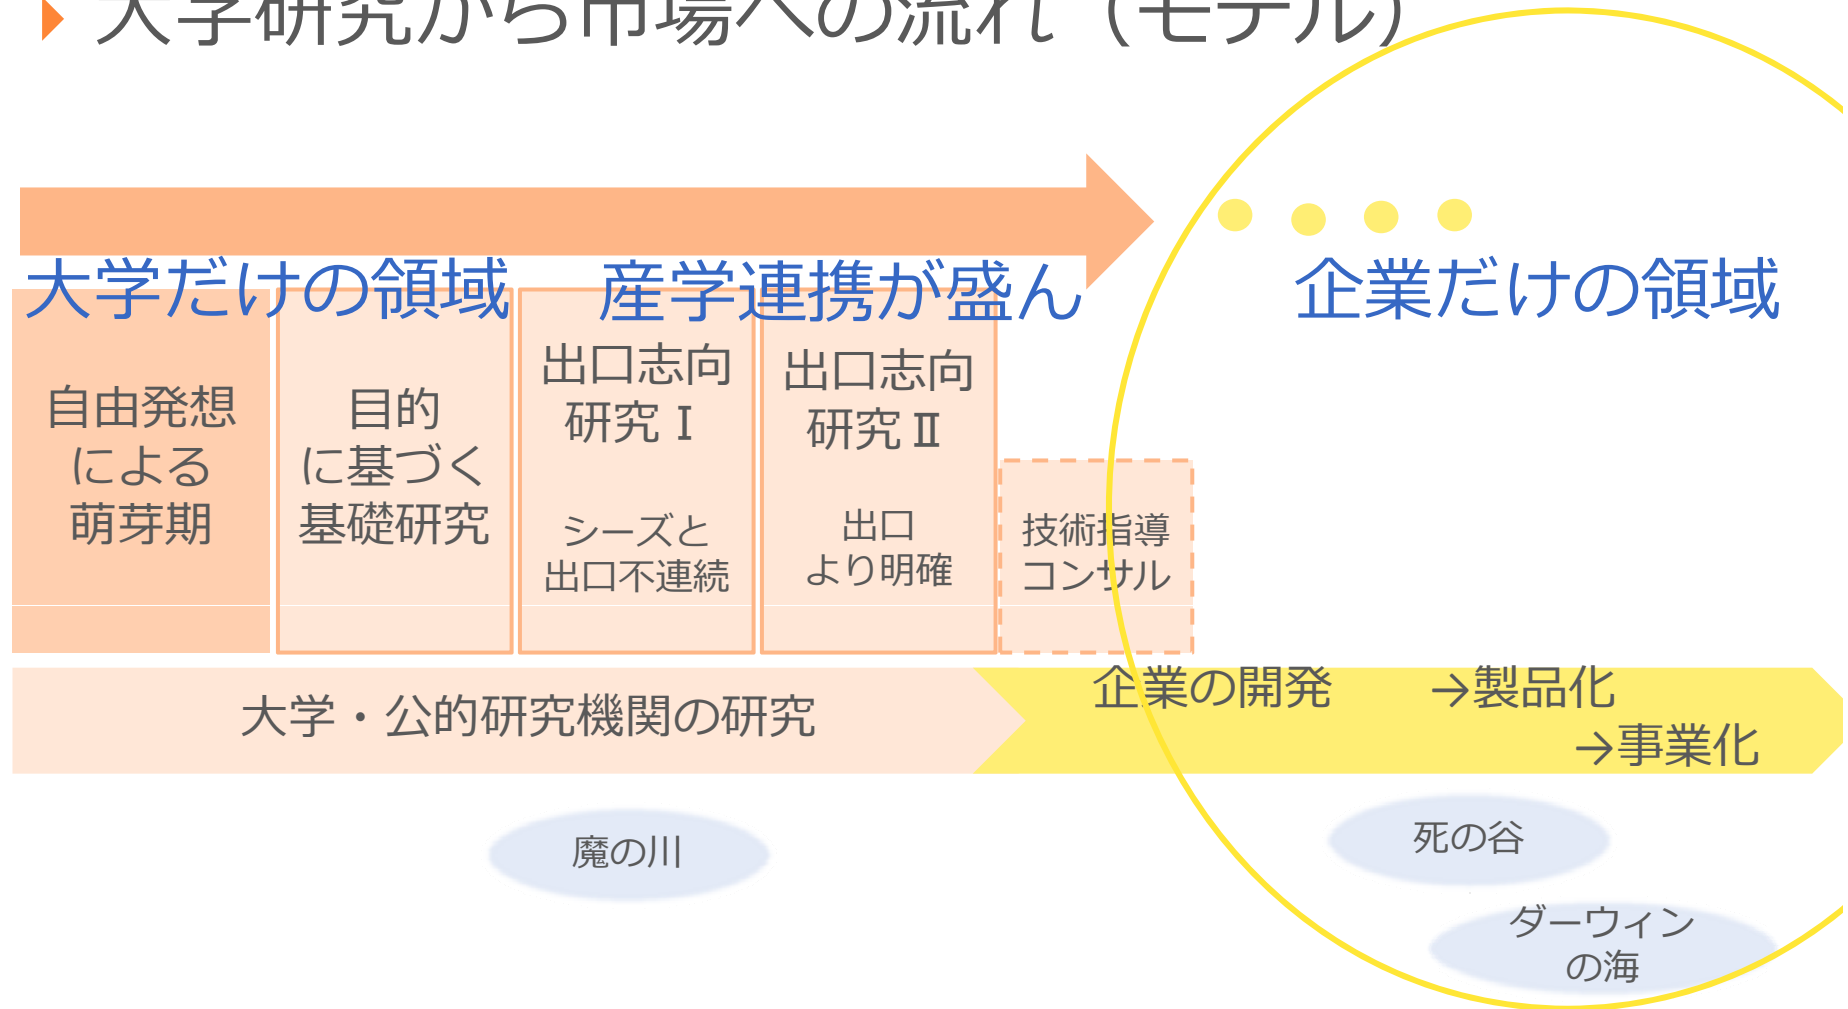 大学研究から市場への流れ（モデル）
大学だけの領域
産学連携が盛ん
企業だけの領域
自由発想
による
萌芽期
目的
に基づく
基礎研究
出口志向
研究Ⅰ
シーズと
出口不連続
出口志向
研究Ⅱ
出口
より明確
技術指導
コンサル
大学・公的研究機関の研究
企業の開発　→製品化
→事業化
魔の川
死の谷
ダーウィン
の海